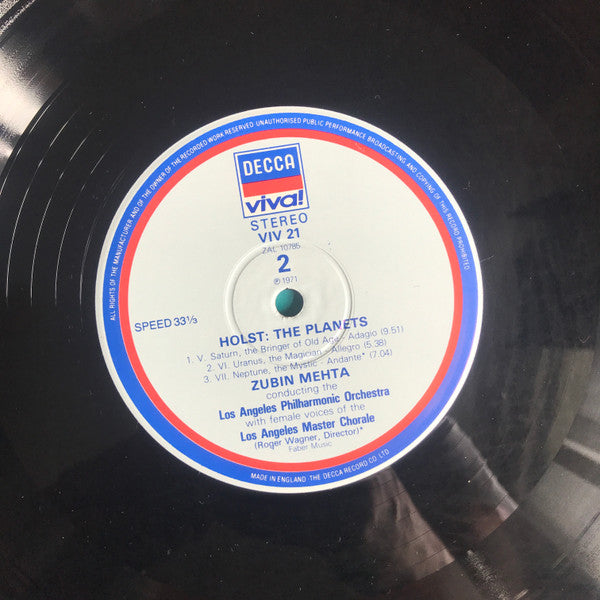 ALL RIGHTS OF THE MANUFACTURER AND OF THE OWNER OF THE RECORDED WORK RESERVED UNAUTHORISED PUBLIC PERFORMANCE BROADCASTING AND COPYING OF THIS RECORD PROHIBITED
DECCA
viva!
STEREO
VIV 21
ZAL 10785
2
℗ 1971
SPEED 33⅓
HOLST: THE PLANETS
1. V. Saturn, the Bringer of Old Age - Adagio (9.51)
2. VI. Uranus, the Magician - Allegro (5.38)
3. VII. Neptune, the Mystic - Andante* (7.04)
ZUBIN MEHTA
conducting the
Los Angeles Philharmonic Orchestra
with female voices of the
Los Angeles Master Chorale
(Roger Wagner, Director)*
Faber Music
MADE IN ENGLAND THE DECCA RECORD CO LTD